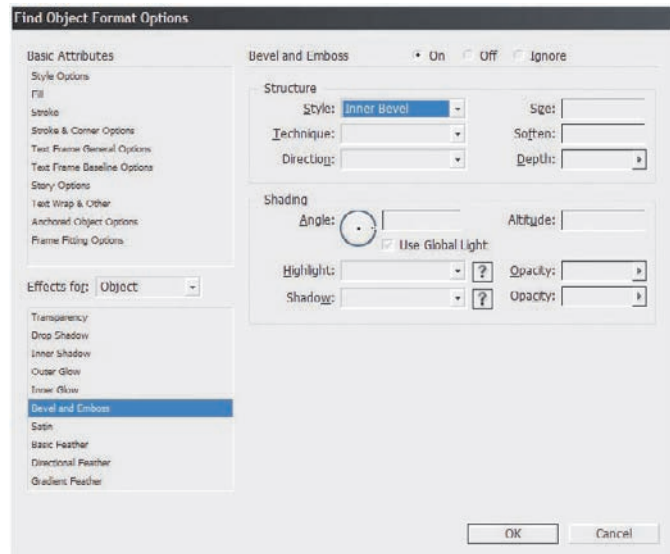 Find Object Format Options
Basic Attributes
Style Options
Fill
Stroke
Stroke & Corner Options
Text Frame General Options
Text Frame Baseline Options
Story Options
Text Wrap & Other
Anchored Object Options
Frame Fitting Options
Effects for: Object
Transparency
Drop Shadow
Inner Shadow
Outer Glow
Inner Glow
Bevel and Emboss
Satin
Basic Feather
Directional Feather
Gradient Feather
Bevel and Emboss On Off Ignore
Structure
Style: Inner Bevel Size:
Technique: Soften:
Direction: Depth:
Shading
Angle: Altitude:
Use Global Light
Highlight: ? Opacity:
Shadow: ? Opacity:
OK Cancel